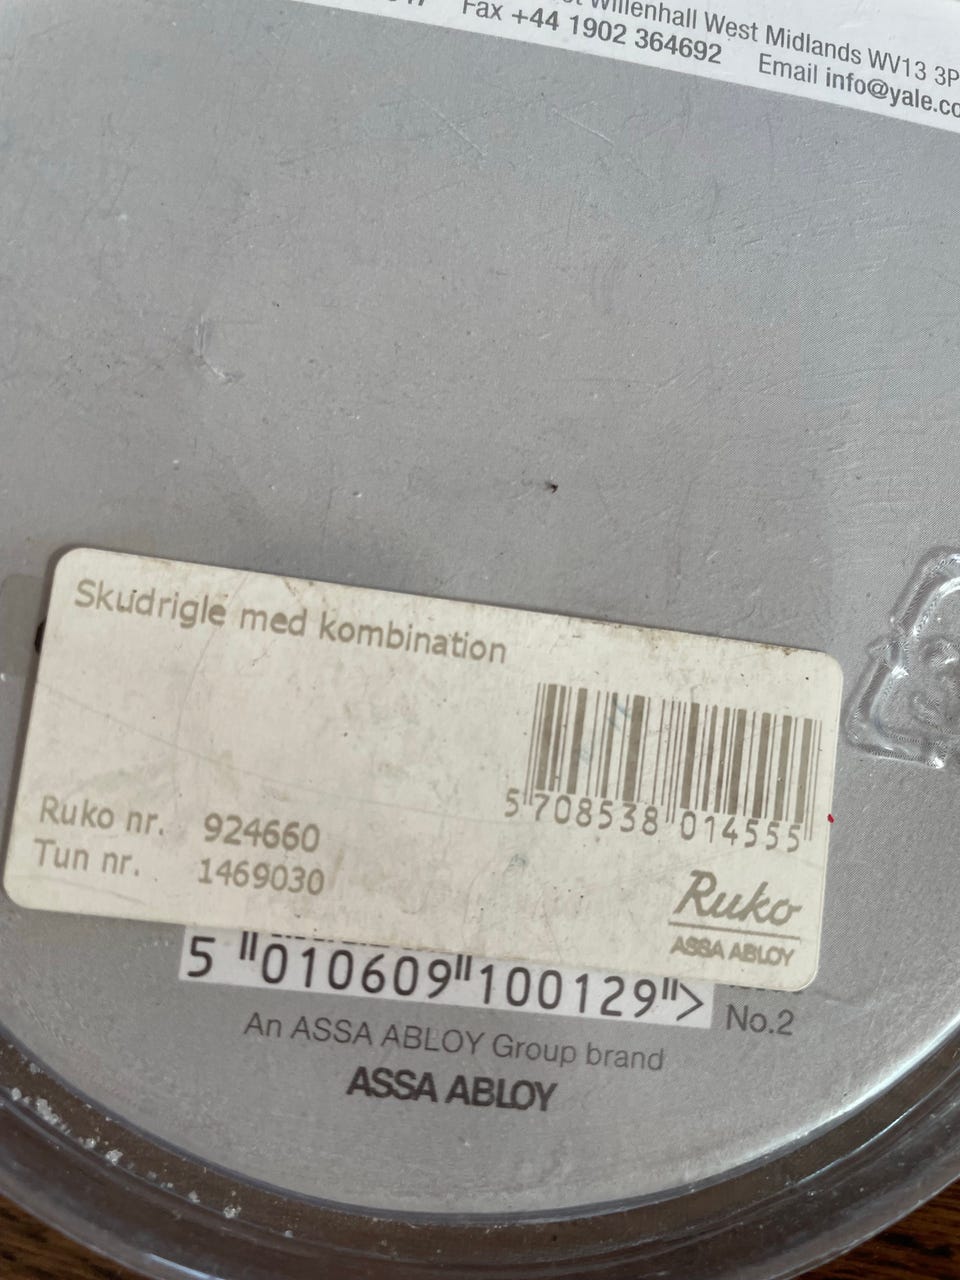 Willenhall West Midlands WV13 3P
Fax +44 1902 364692 Email info@yale.co
Skudrigle med kombination
5 708538 014555
Ruko nr. 924660
Tun nr. 1469030
Ruko
ASSA ABLOY
5 "010609"100129">
No.2
An ASSA ABLOY Group brand
ASSA ABLOY